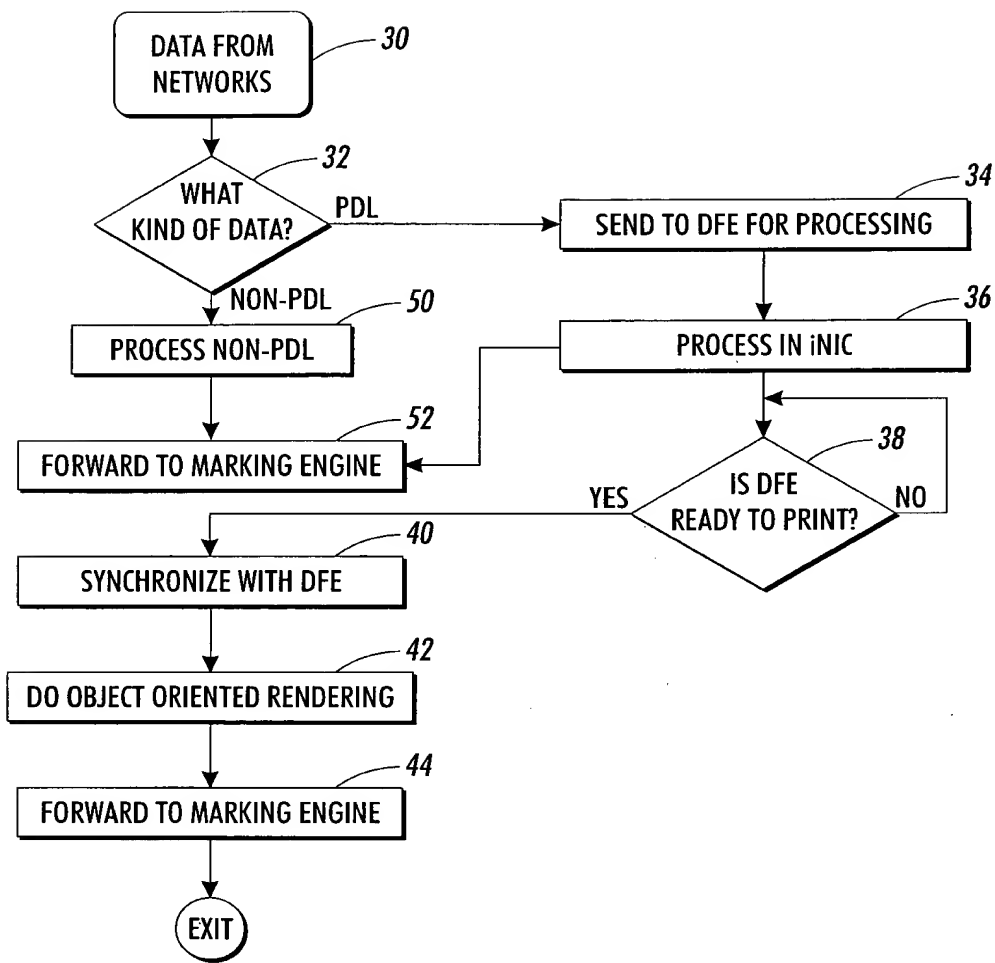 DATA FROM
NETWORKS
30
WHAT
KIND OF DATA?
32
PDL
SEND TO DFE FOR PROCESSING
34
NON-PDL
PROCESS NON-PDL
50
PROCESS IN iNIC
36
FORWARD TO MARKING ENGINE
52
IS DFE
READY TO PRINT?
38
YES
NO
SYNCHRONIZE WITH DFE
40
DO OBJECT ORIENTED RENDERING
42
FORWARD TO MARKING ENGINE
44
EXIT